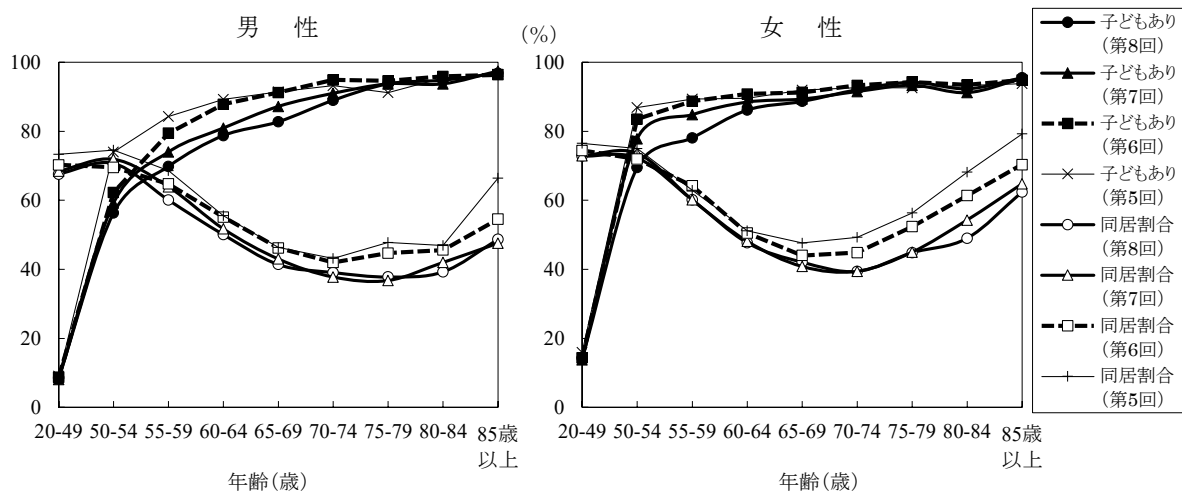 男 性
(%)
女 性
100
80
60
40
20
0
20-49 50-54 55-59 60-64 65-69 70-74 75-79 80-84 85歳以上
年齢(歳)
100
80
60
40
20
0
20-49 50-54 55-59 60-64 65-69 70-74 75-79 80-84 85歳以上
年齢(歳)
子どもあり
(第8回)
子どもあり
(第7回)
子どもあり
(第6回)
子どもあり
(第5回)
同居割合
(第8回)
同居割合
(第7回)
同居割合
(第6回)
同居割合
(第5回)